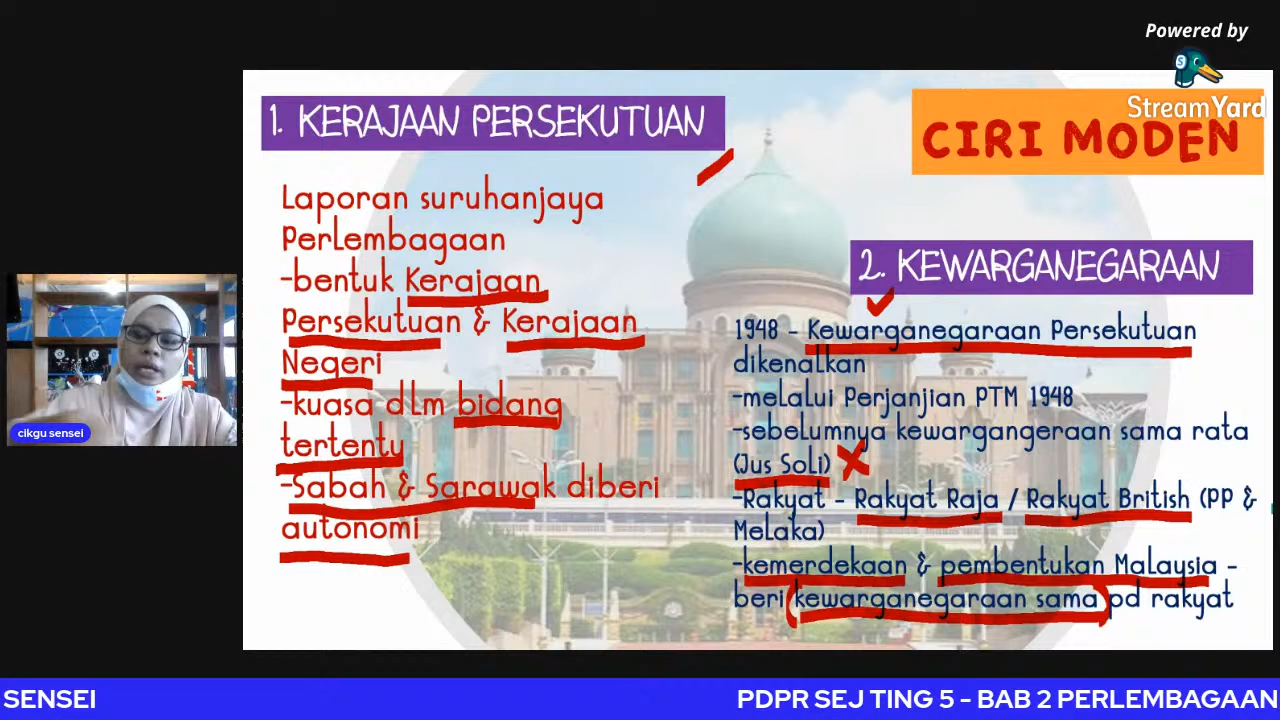 Powered by
StreamYard
1. KERAJAAN PERSEKUTUAN
CIRI MODEN
Laporan suruhanjaya
Perlembagaan
-bentuk Kerajaan
Persekutuan & Kerajaan
Negeri
-kuasa dlm bidang
tertenty
-Sabah & Sarawak diberi
autonomi
2. KEWARGANEGARAAN
1948 - Kewarganegaraan Persekutuan
dikenalkan
-melalui Perjanjian PTM 1948
-sebelumnya kewargangeraan sama rata
(Jus Soli)
-Rakyat - Rakyat Raja / Rakyat British (PP &
Melaka)
-kemerdekaan & pembentukan Malaysia -
beri kewarganegaraan sama pd rakyat
cikgu sensei
SENSEI
PDPR SEJ TING 5 - BAB 2 PERLEMBAGAAN